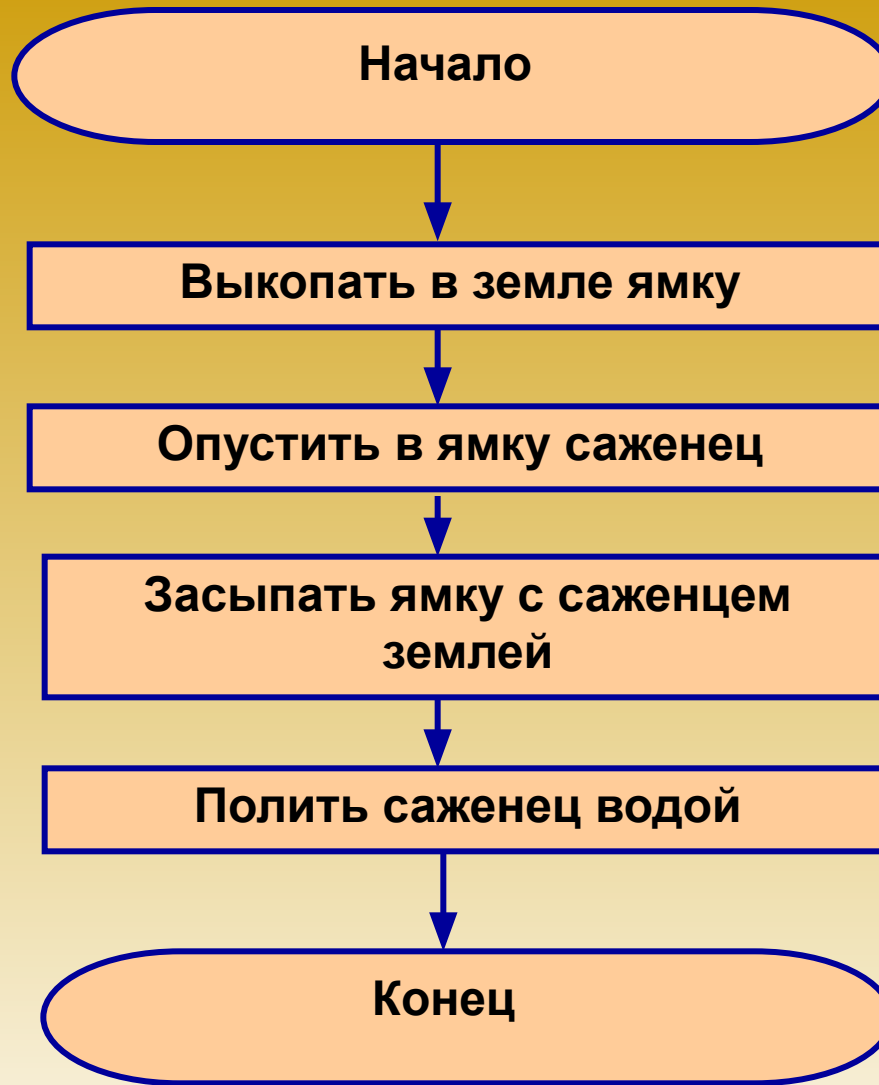 Начало
Выкопать в земле ямку
Опустить в ямку саженец
Засыпать ямку с саженцем
землей
Полить саженец водой
Конец